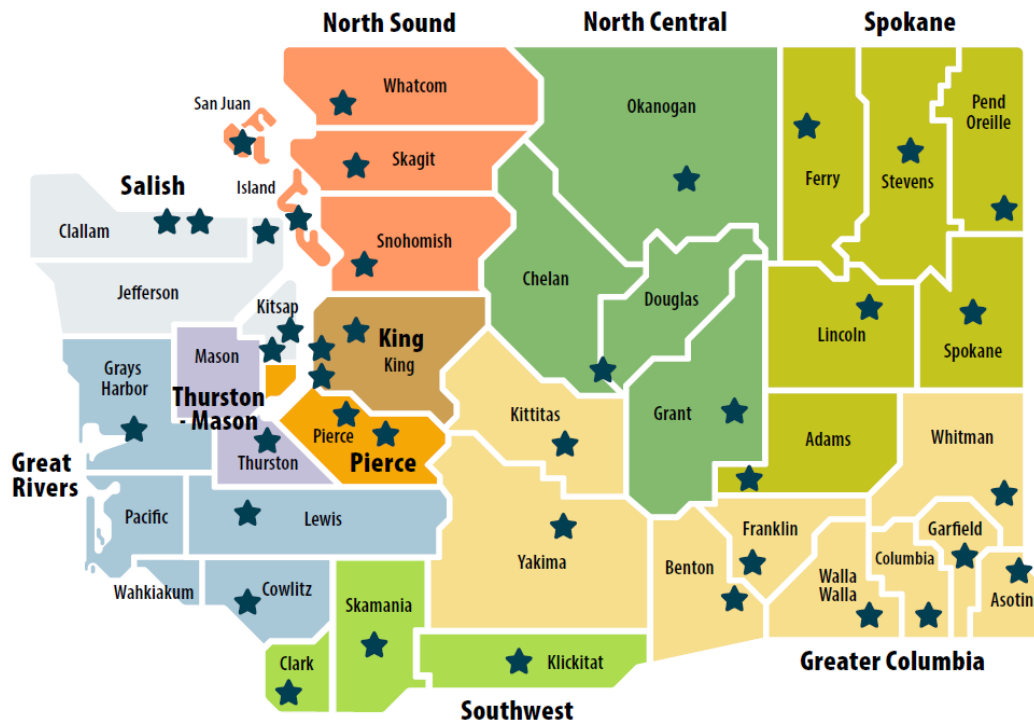 North Sound
North Central
Spokane
Whatcom
San Juan
Okanogan
Pend
Oreille
Skagit
Ferry
Stevens
Salish
Island
Clallam
Snohomish
Chelan
Jefferson
Douglas
Kitsap
Lincoln
Spokane
King
King
Mason
Grays
Harbor
Thurston
- Mason
Kittitas
Grant
Adams
Whitman
Pierce
Pierce
Thurston
Great
Rivers
Pacific
Lewis
Yakima
Benton
Franklin
Garfield
Columbia
Walla
Walla
Asotin
Wahkiakum
Cowlitz
Skamania
Clark
Klickitat
Greater Columbia
Southwest